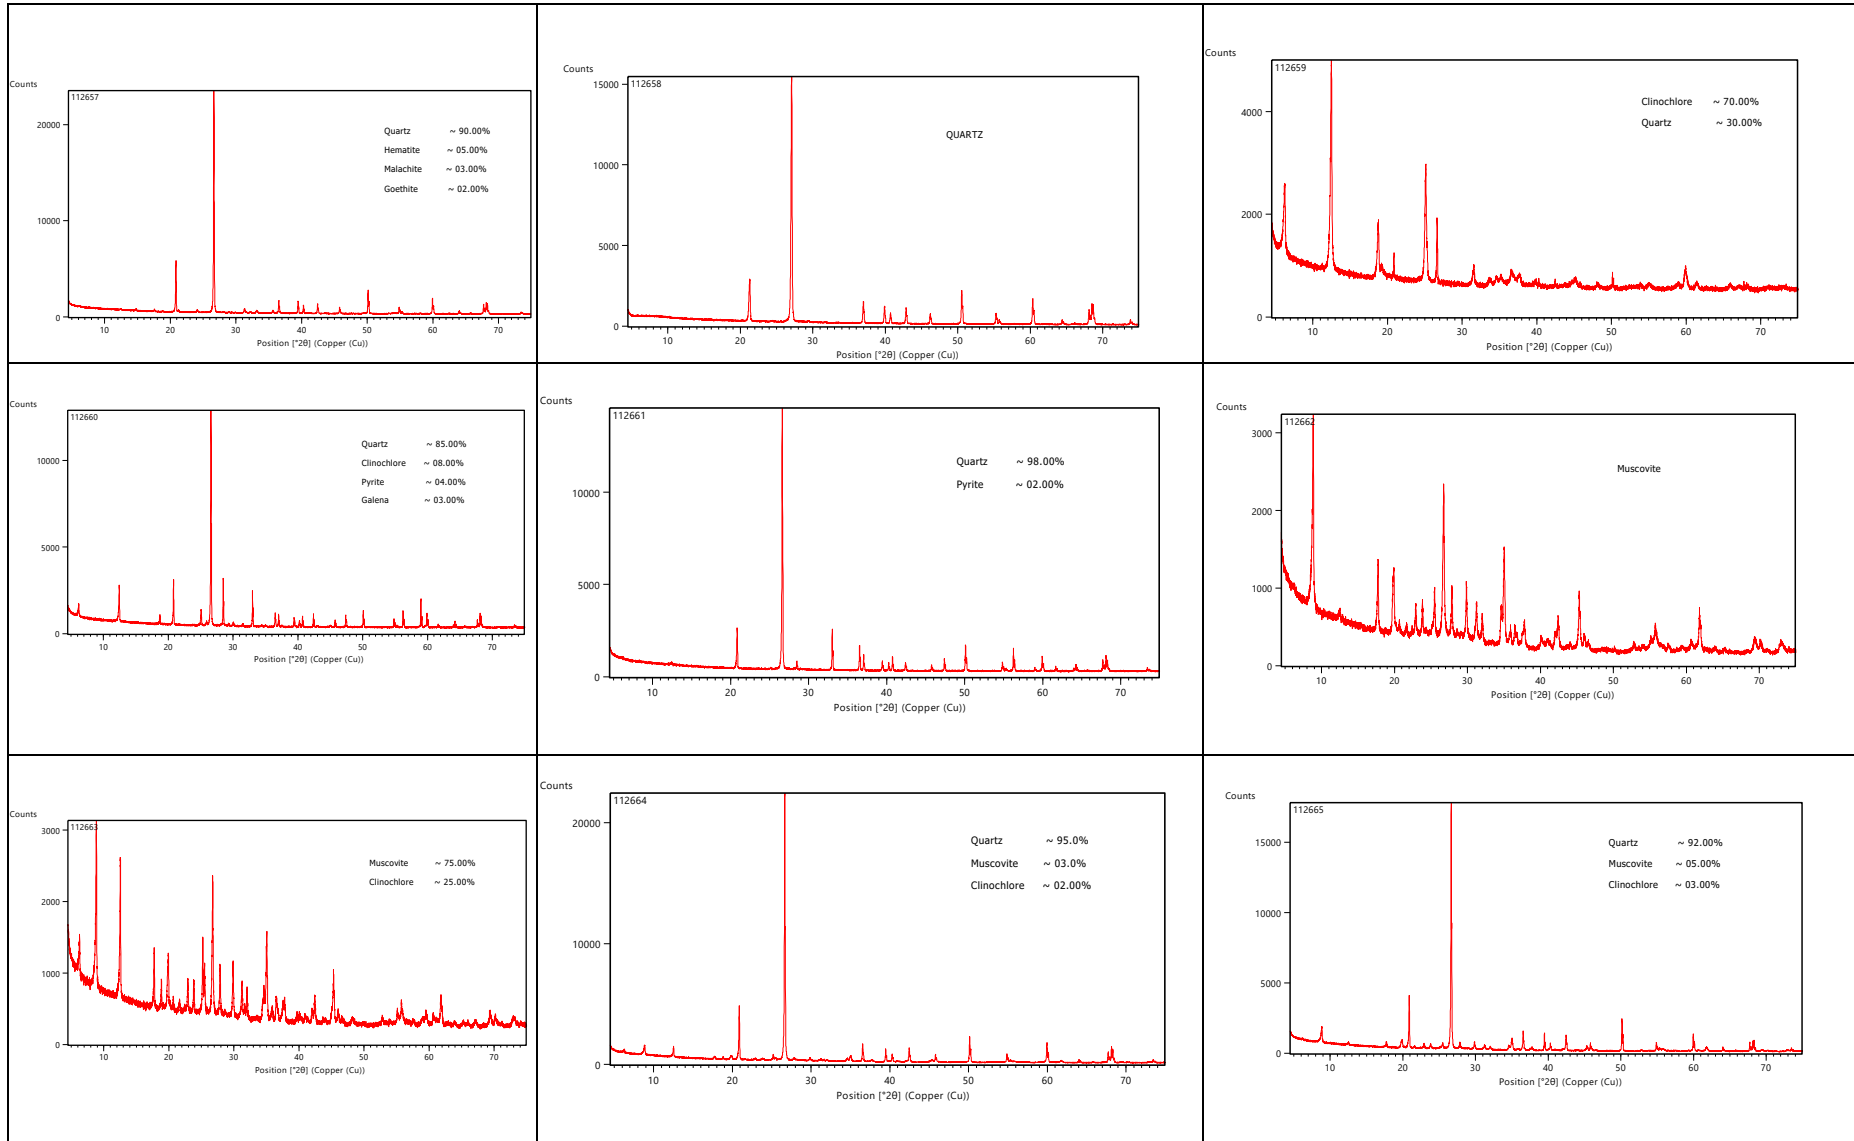 Counts
112657
20000
10000
0
Quartz ~ 90.00%
Hematite ~ 05.00%
Malachite ~ 03.00%
Goethite ~ 02.00%
10 20 30 40 50 60 70
Position [°2θ] (Copper (Cu))
Counts
112658
15000
10000
5000
0
QUARTZ
10 20 30 40 50 60 70
Position [°2θ] (Copper (Cu))
Counts
112659
4000
2000
0
Clinochlore ~ 70.00%
Quartz ~ 30.00%
10 20 30 40 50 60 70
Position [°2θ] (Copper (Cu))
Counts
112660
10000
5000
0
Quartz ~ 85.00%
Clinochlore ~ 08.00%
Pyrite ~ 04.00%
Galena ~ 03.00%
10 20 30 40 50 60 70
Position [°2θ] (Copper (Cu))
Counts
112661
10000
5000
0
Quartz ~ 98.00%
Pyrite ~ 02.00%
10 20 30 40 50 60 70
Position [°2θ] (Copper (Cu))
Counts
112662
3000
2000
1000
0
Muscovite
10 20 30 40 50 60 70
Position [°2θ] (Copper (Cu))
Counts
112663
3000
2000
1000
0
Muscovite ~ 75.00%
Clinochlore ~ 25.00%
10 20 30 40 50 60 70
Position [°2θ] (Copper (Cu))
Counts
112664
20000
10000
0
Quartz ~ 95.0%
Muscovite ~ 03.0%
Clinochlore ~ 02.00%
10 20 30 40 50 60 70
Position [°2θ] (Copper (Cu))
Counts
112665
15000
10000
5000
0
Quartz ~ 92.00%
Muscovite ~ 05.00%
Clinochlore ~ 03.00%
10 20 30 40 50 60 70
Position [°2θ] (Copper (Cu))